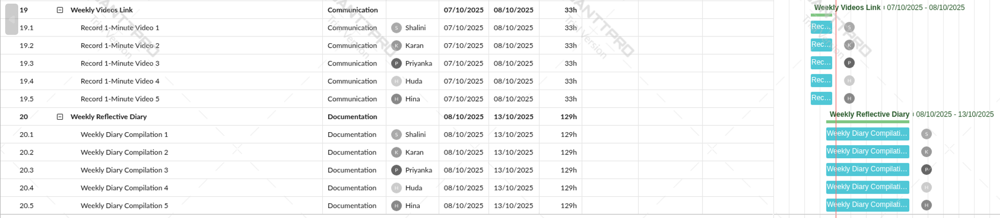 19 Weekly Videos Link Communication 07/10/2025 08/10/2025 33h Weekly Videos Link 07/10/2025 - 08/10/2025
19.1 Record 1-Minute Video 1 Communication S Shalini 07/10/2025 08/10/2025 33h Rec... S
19.2 Record 1-Minute Video 2 Communication K Karan 07/10/2025 08/10/2025 33h Rec... K
19.3 Record 1-Minute Video 3 Communication P Priyanka 07/10/2025 08/10/2025 33h Rec... P
19.4 Record 1-Minute Video 4 Communication H Huda 07/10/2025 08/10/2025 33h Rec... H
19.5 Record 1-Minute Video 5 Communication H Hina 07/10/2025 08/10/2025 33h Rec... H
20 Weekly Reflective Diary Documentation 08/10/2025 13/10/2025 129h Weekly Reflective Diary 08/10/2025 - 13/10/2025
20.1 Weekly Diary Compilation 1 Documentation S Shalini 08/10/2025 13/10/2025 129h Weekly Diary Compilati... S
20.2 Weekly Diary Compilation 2 Documentation K Karan 08/10/2025 13/10/2025 129h Weekly Diary Compilati... K
20.3 Weekly Diary Compilation 3 Documentation P Priyanka 08/10/2025 13/10/2025 129h Weekly Diary Compilati... P
20.4 Weekly Diary Compilation 4 Documentation H Huda 08/10/2025 13/10/2025 129h Weekly Diary Compilati... H
20.5 Weekly Diary Compilation 5 Documentation H Hina 08/10/2025 13/10/2025 129h Weekly Diary Compilati... H